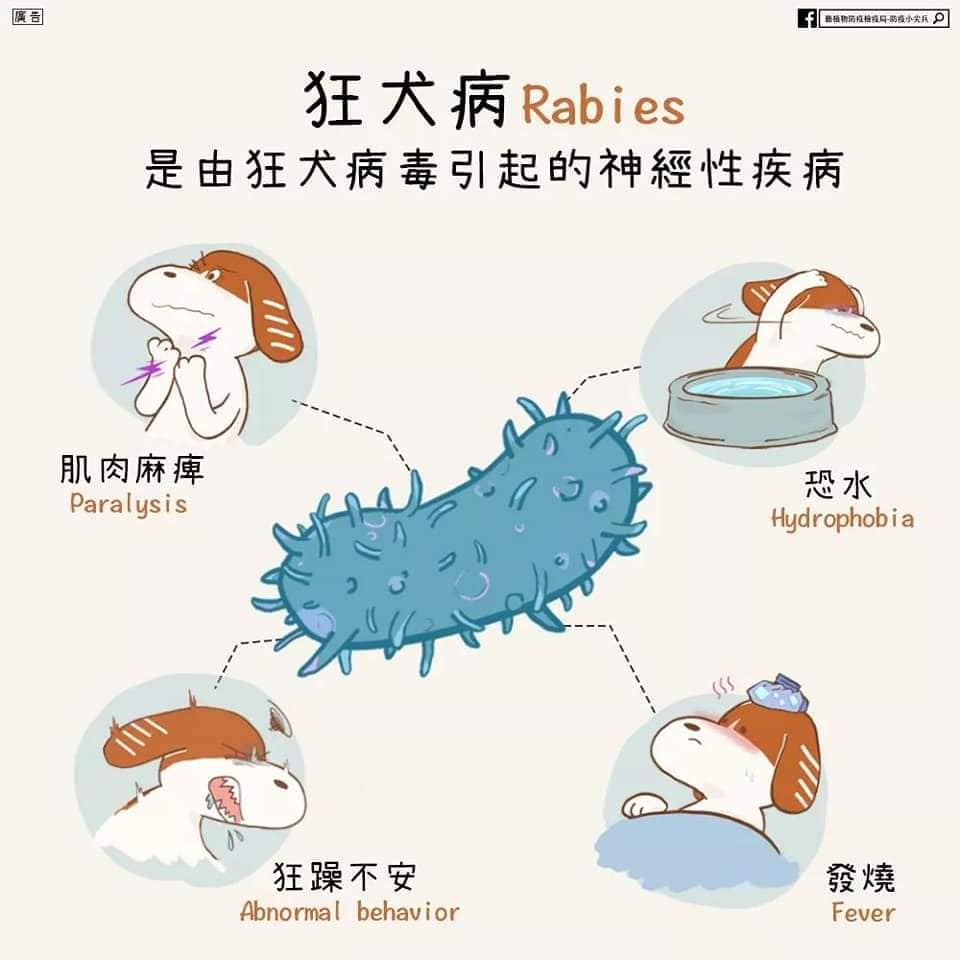 廣告
動植物防疫檢疫局-防疫小尖兵
狂犬病Rabies
是由狂犬病毒引起的神經性疾病
肌肉麻痺
Paralysis
恐水
Hydrophobia
狂躁不安
Abnormal behavior
發燒
Fever